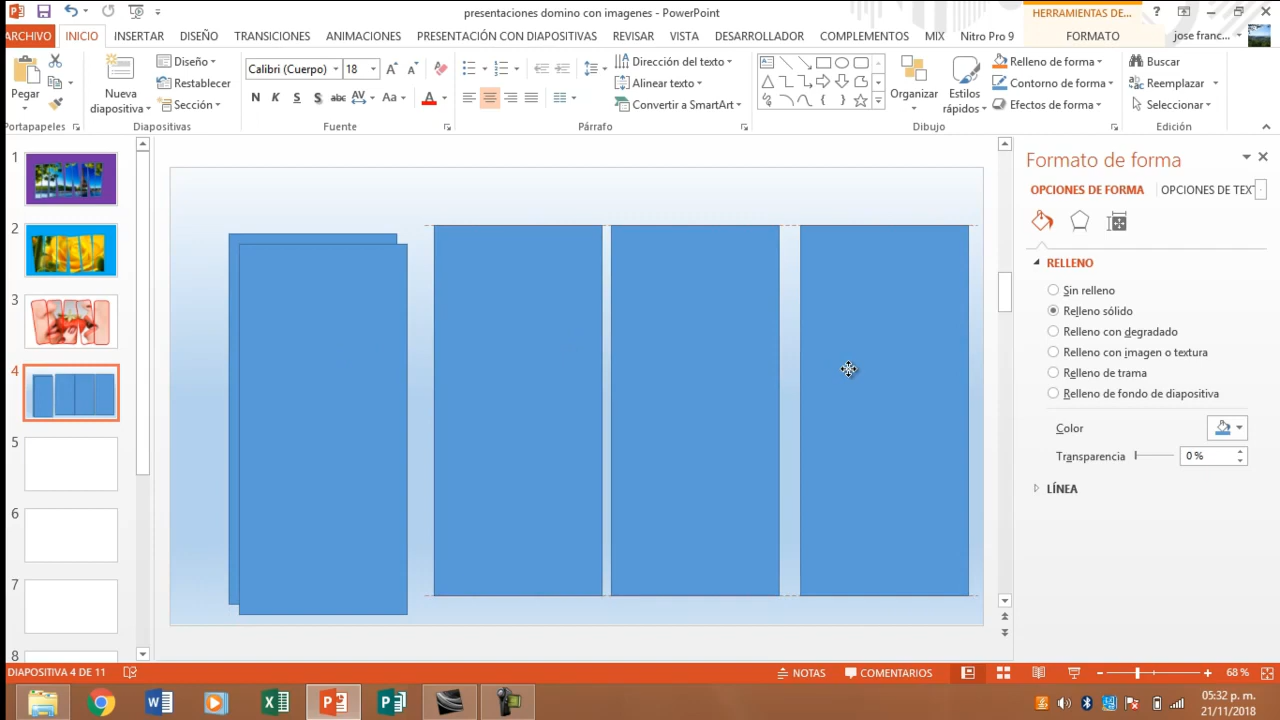 presentaciones domino con imagenes - PowerPoint
HERRAMIENTAS DE...
?
ARCHIVO INICIO INSERTAR DISEÑO TRANSICIONES ANIMACIONES PRESENTACIÓN CON DIAPOSITIVAS REVISAR VISTA DESARROLLADOR COMPLEMENTOS MIX Nitro Pro 9 FORMATO jose franc...
Pegar
Nueva diapositiva
Diseño
Restablecer
Sección
Calibri (Cuerpo) 18
N K S S abc AV Aa A
Dirección del texto
Alinear texto
Convertir a SmartArt
Organizar
Estilos rápidos
Relleno de forma
Contorno de forma
Efectos de forma
Buscar
Reemplazar
Seleccionar
Portapapeles Diapositivas Fuente Párrafo Dibujo Edición
1
2
3
4
5
6
7
8
Formato de forma
OPCIONES DE FORMA OPCIONES DE TEXT
RELLENO
Sin relleno
Relleno sólido
Relleno con degradado
Relleno con imagen o textura
Relleno de trama
Relleno de fondo de diapositiva
Color
Transparencia 0 %
LÍNEA
DIAPOSITIVA 4 DE 11 NOTAS COMENTARIOS 68 %
05:32 p. m.
21/11/2018